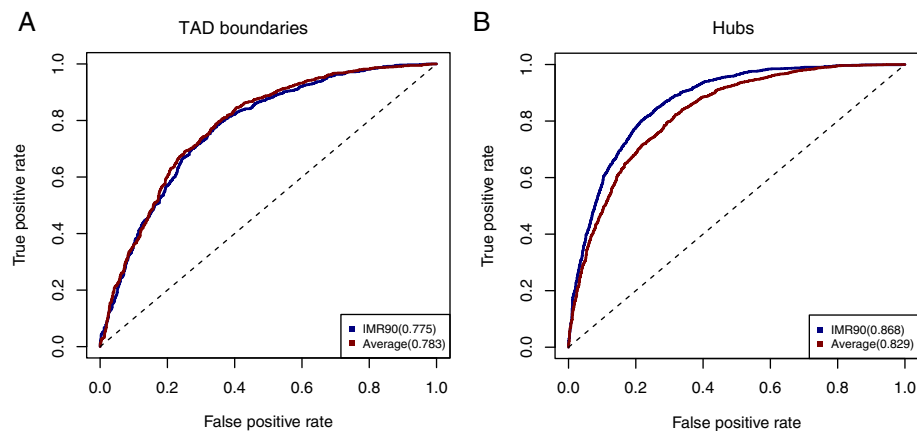 A
TAD boundaries
True positive rate
0.0
0.2
0.4
0.6
0.8
1.0
IMR90(0.775)
Average(0.783)
0.0 0.2 0.4 0.6 0.8 1.0
False positive rate
B
Hubs
True positive rate
0.0
0.2
0.4
0.6
0.8
1.0
IMR90(0.868)
Average(0.829)
0.0 0.2 0.4 0.6 0.8 1.0
False positive rate